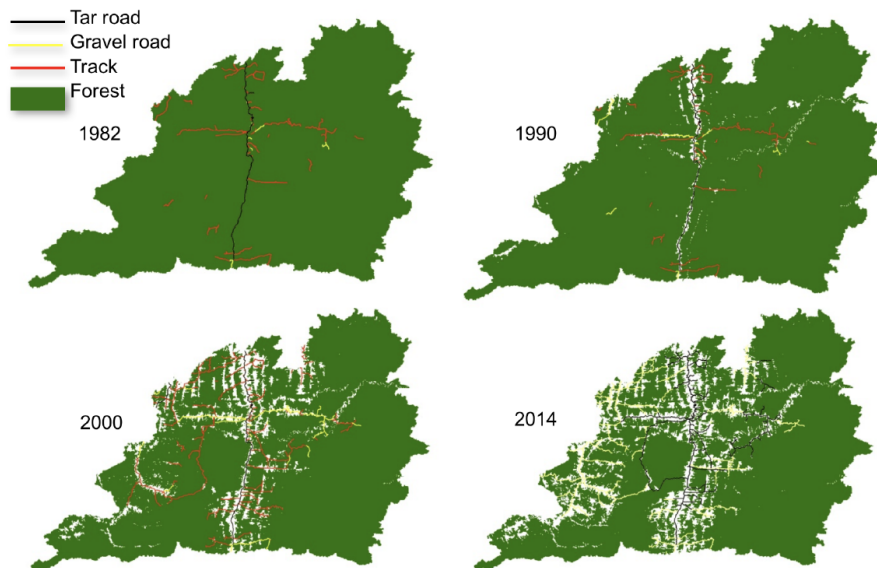 Tar road
Gravel road
Track
Forest
1982
1990
2000
2014